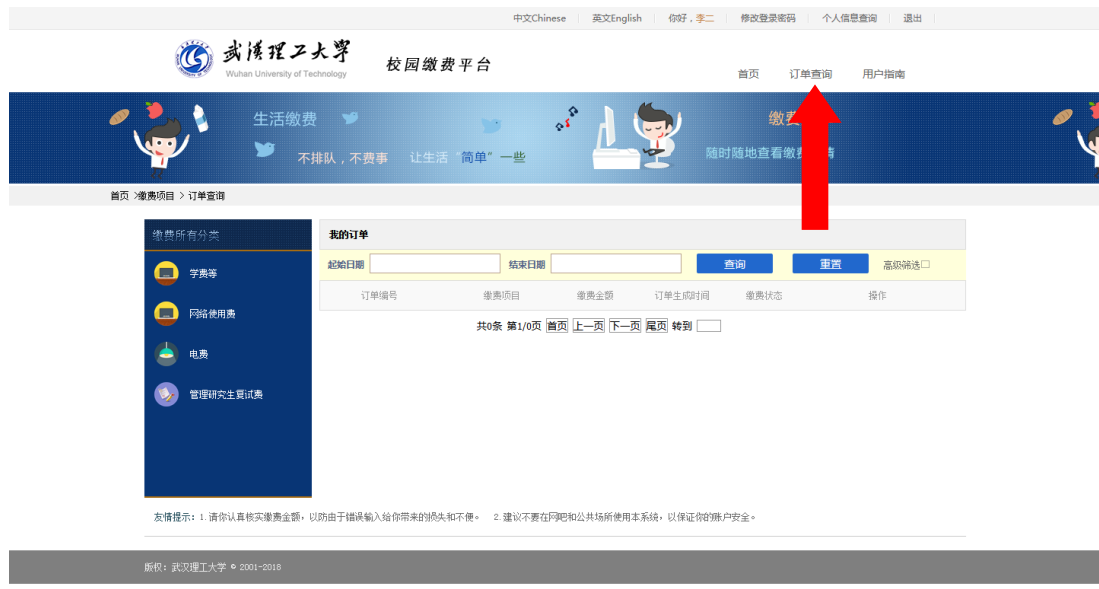 中文Chinese 英文English 你好，李二 修改登录密码 个人信息查询 退出
武汉理工大学
Wuhan University of Technology
校园缴费平台
首页 订单查询 用户指南
生活缴费
不排队，不费事 让生活“简单”一些
缴费
随时随地查看缴
首页 >缴费项目 > 订单查询
缴费所有分类
学费等
网络使用费
电费
管理研究生复试费
我的订单
起始日期 结束日期 查询 重置 高级筛选
订单编号 缴费项目 缴费金额 订单生成时间 缴费状态 操作
共0条 第1/0页 首页 上一页 下一页 尾页 转到
友情提示：1.请你认真核实缴费金额，以防由于错误输入给你带来的损失和不便。 2.建议不要在网吧和公共场所使用本系统，以保证你的账户安全。
版权：武汉理工大学 © 2001-2018